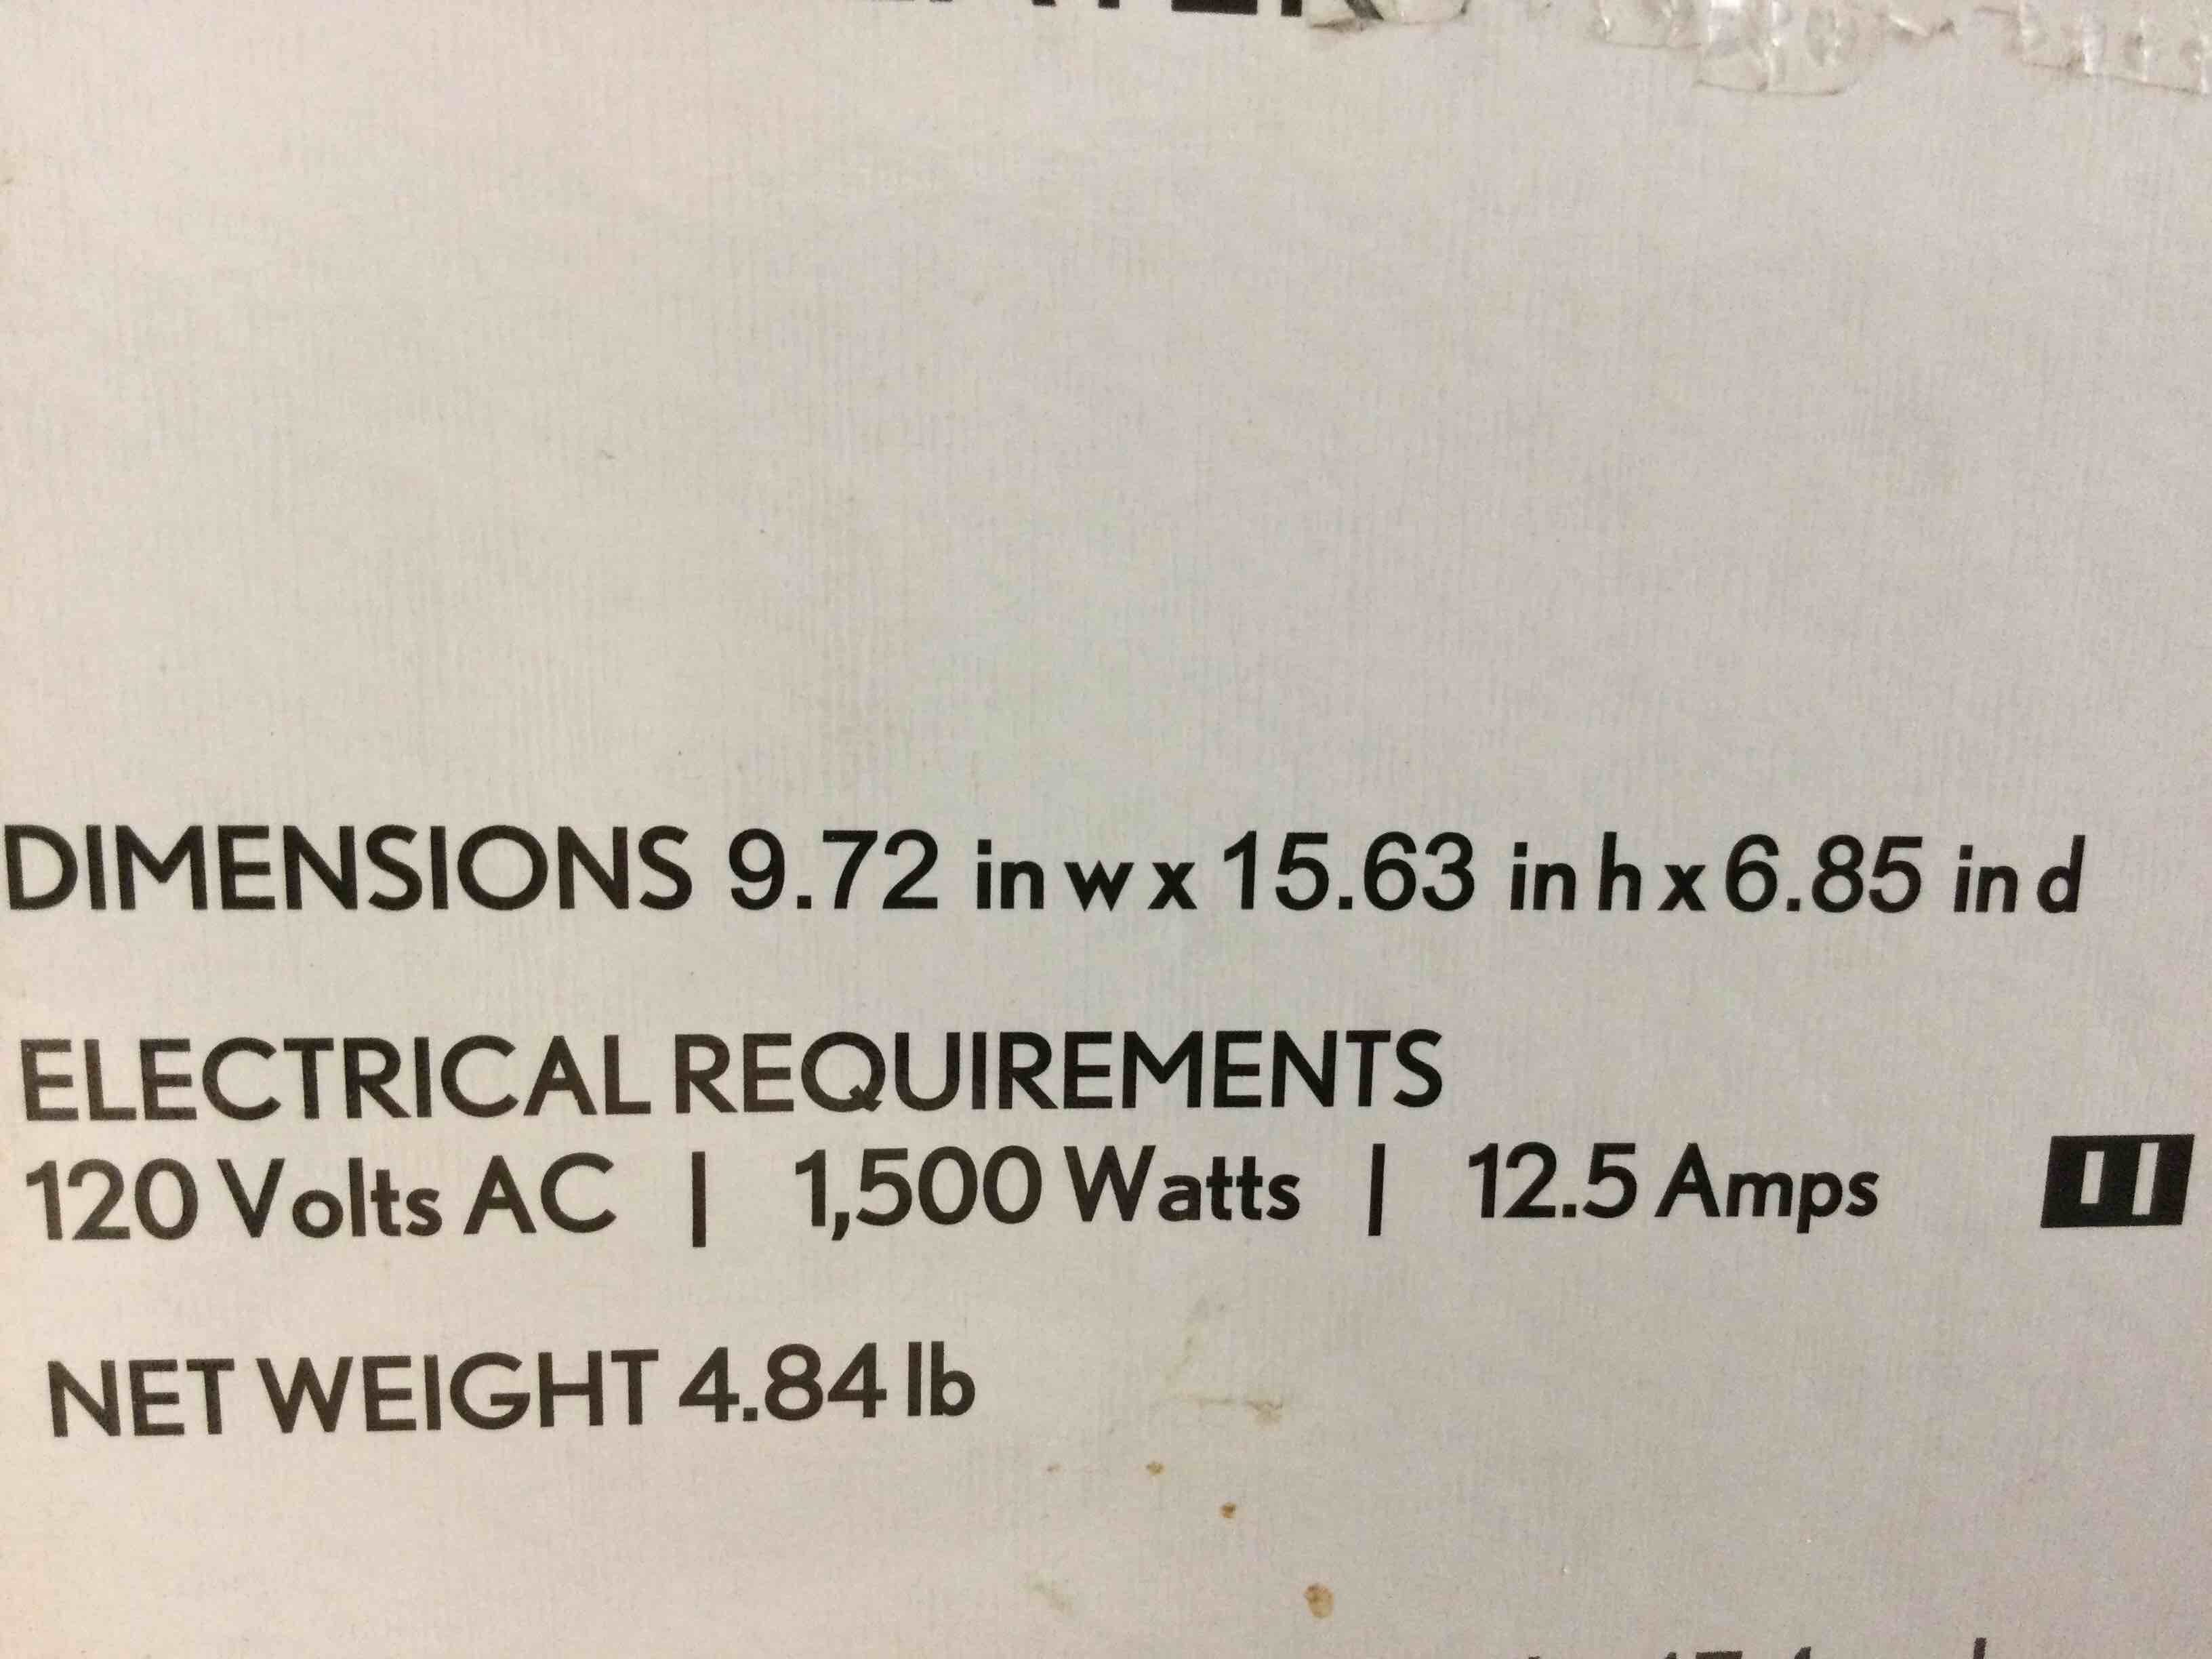 DIMENSIONS 9.72 in w x 15.63 in h x 6.85 in d
ELECTRICAL REQUIREMENTS
120 Volts AC | 1,500 Watts | 12.5 Amps
NET WEIGHT 4.84 lb